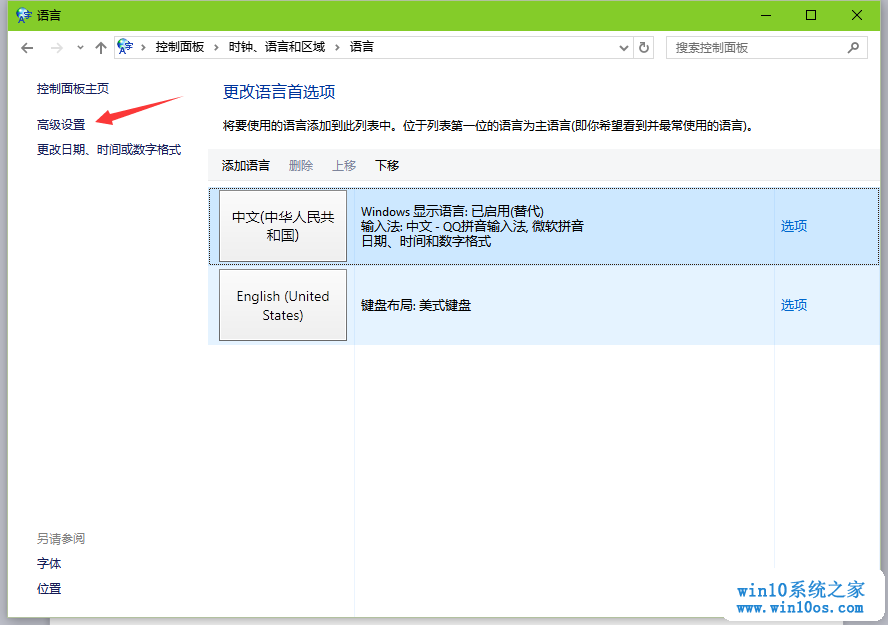 语言
控制面板 › 时钟、语言和区域 › 语言
搜索控制面板
控制面板主页
高级设置
更改日期、时间或数字格式
更改语言首选项
将要使用的语言添加到此列表中。位于列表第一位的语言为主语言(即你希望看到并最常使用的语言)。
添加语言 删除 上移 下移
中文(中华人民共
和国)
Windows 显示语言: 已启用(替代)
输入法: 中文 - QQ拼音输入法, 微软拼音
日期、时间和数字格式
选项
English (United
States)
键盘布局: 美式键盘
选项
另请参阅
字体
位置
win10系统之家
www.win10os.com